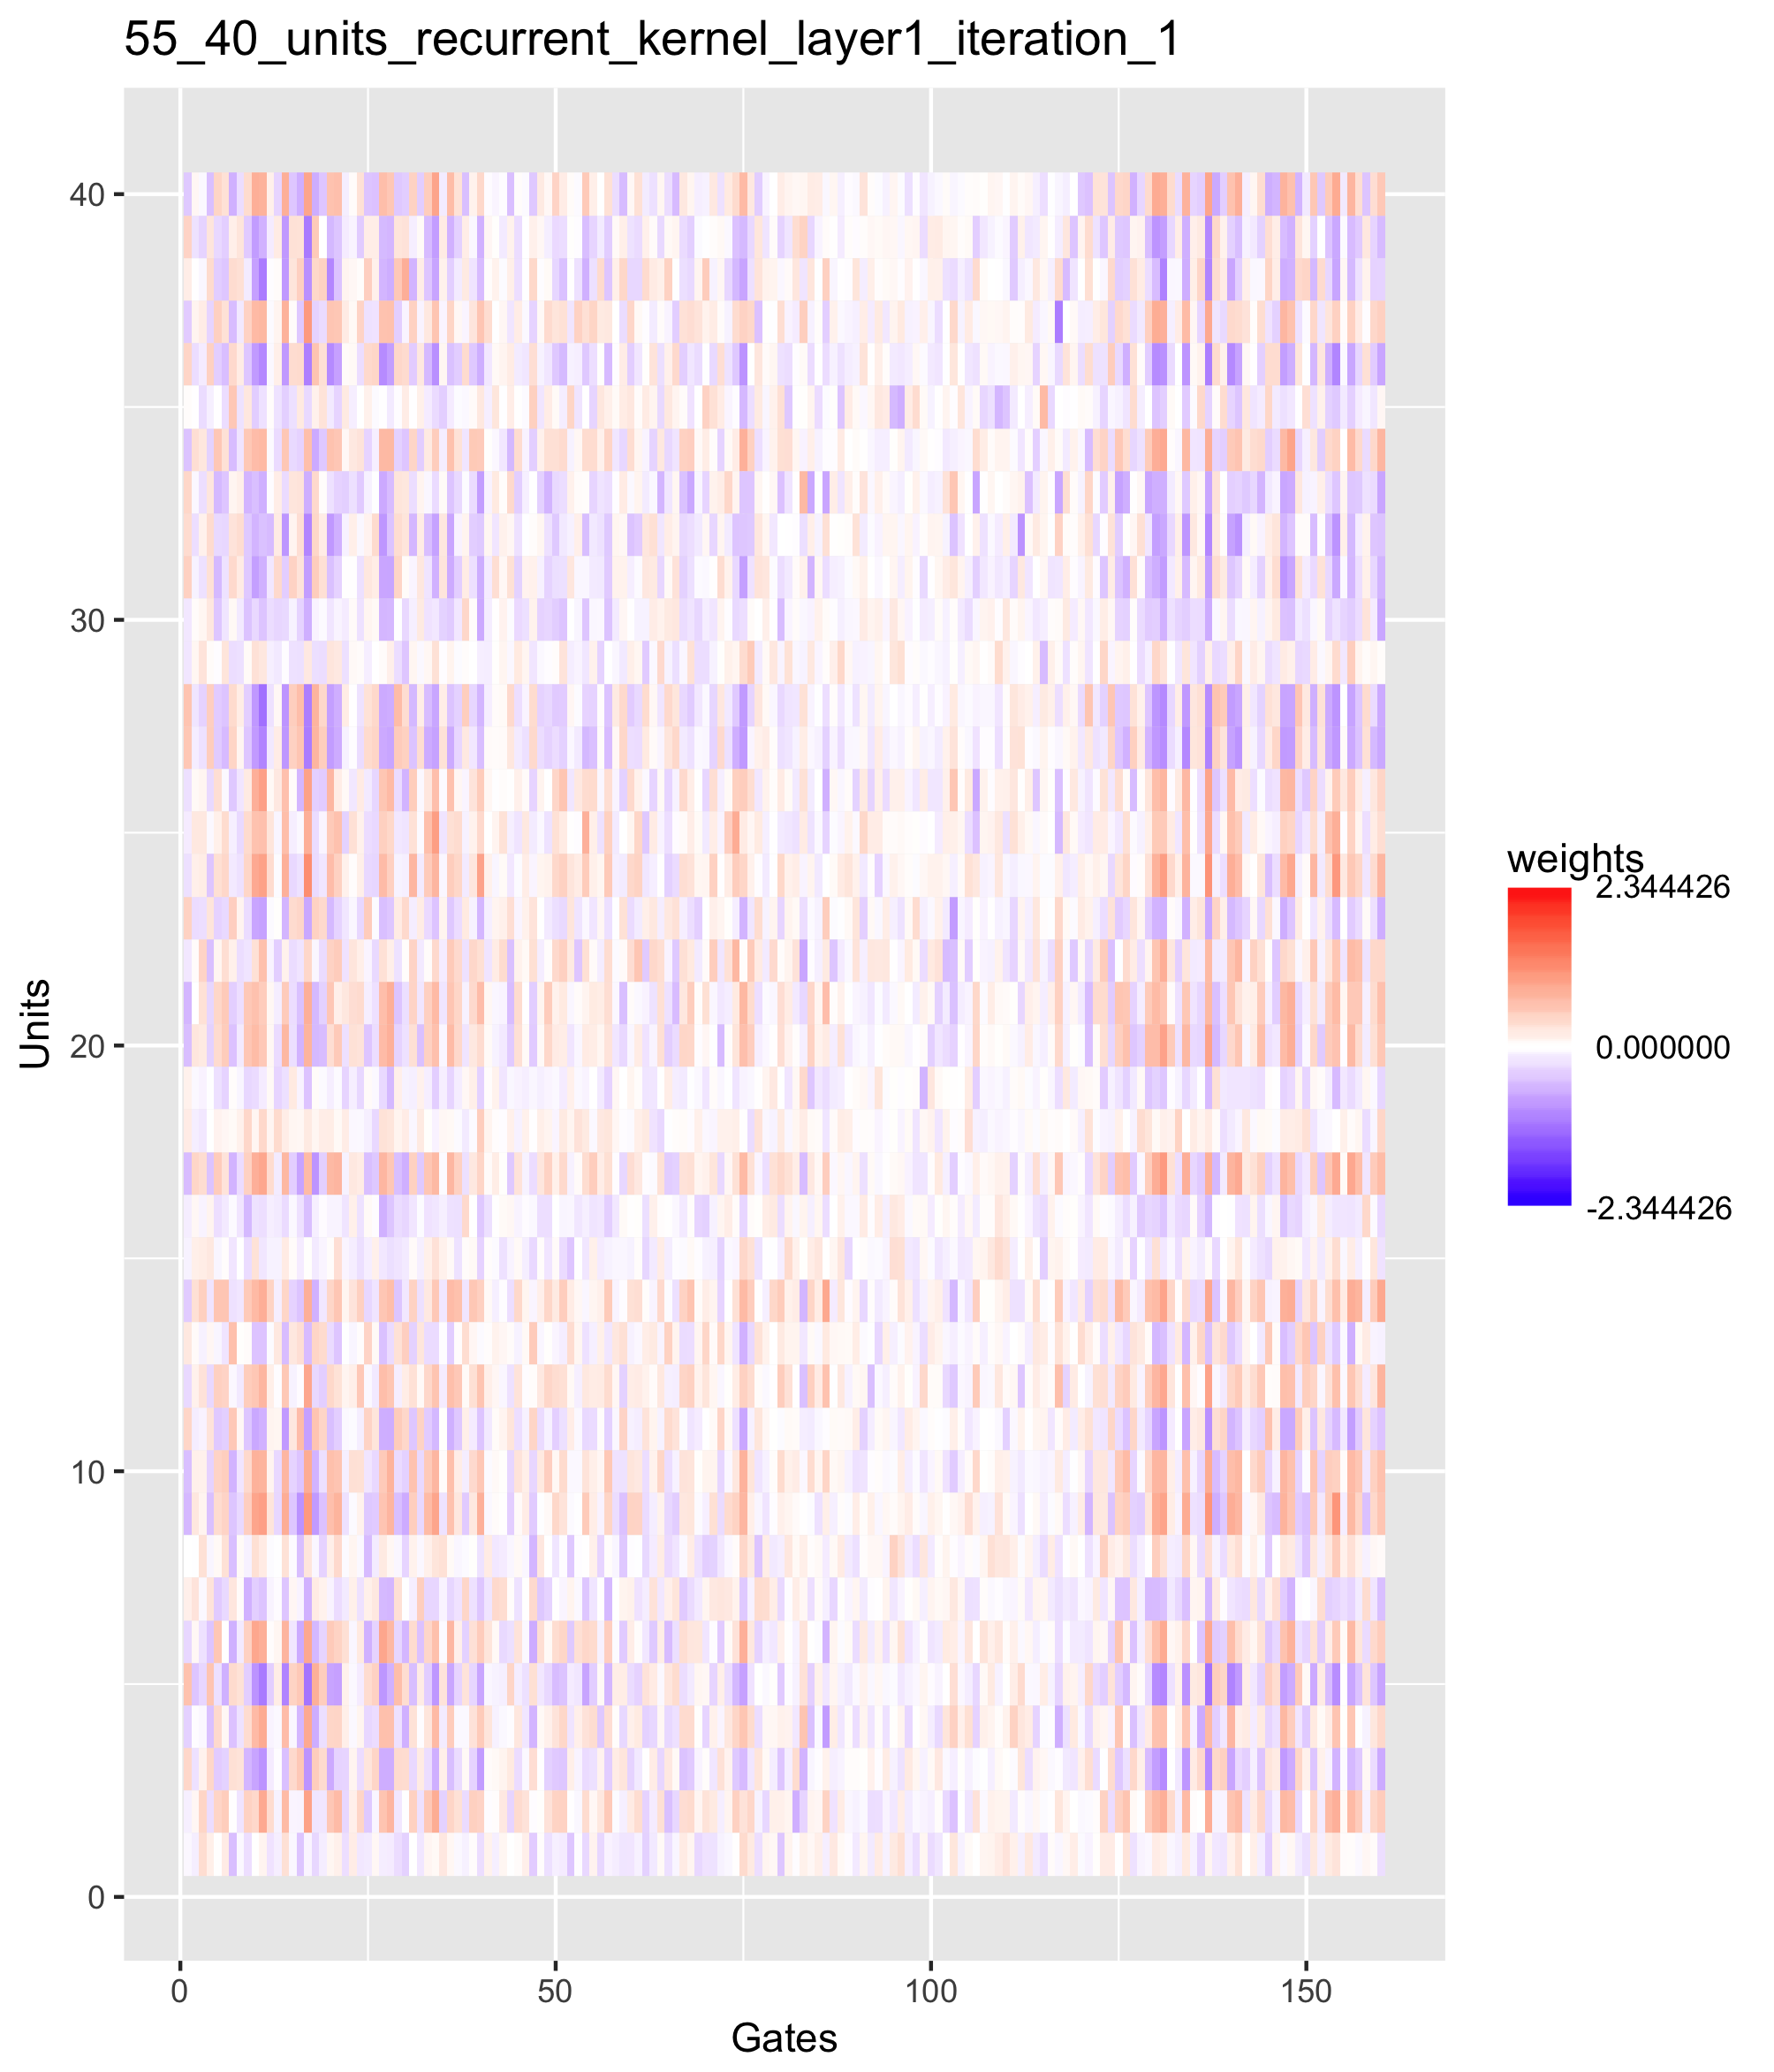 55_40_units_recurrent_kernel_layer1_iteration_1
40
30
20
10
0
Units
0 50 100 150
Gates
weights
2.344426
0.000000
-2.344426